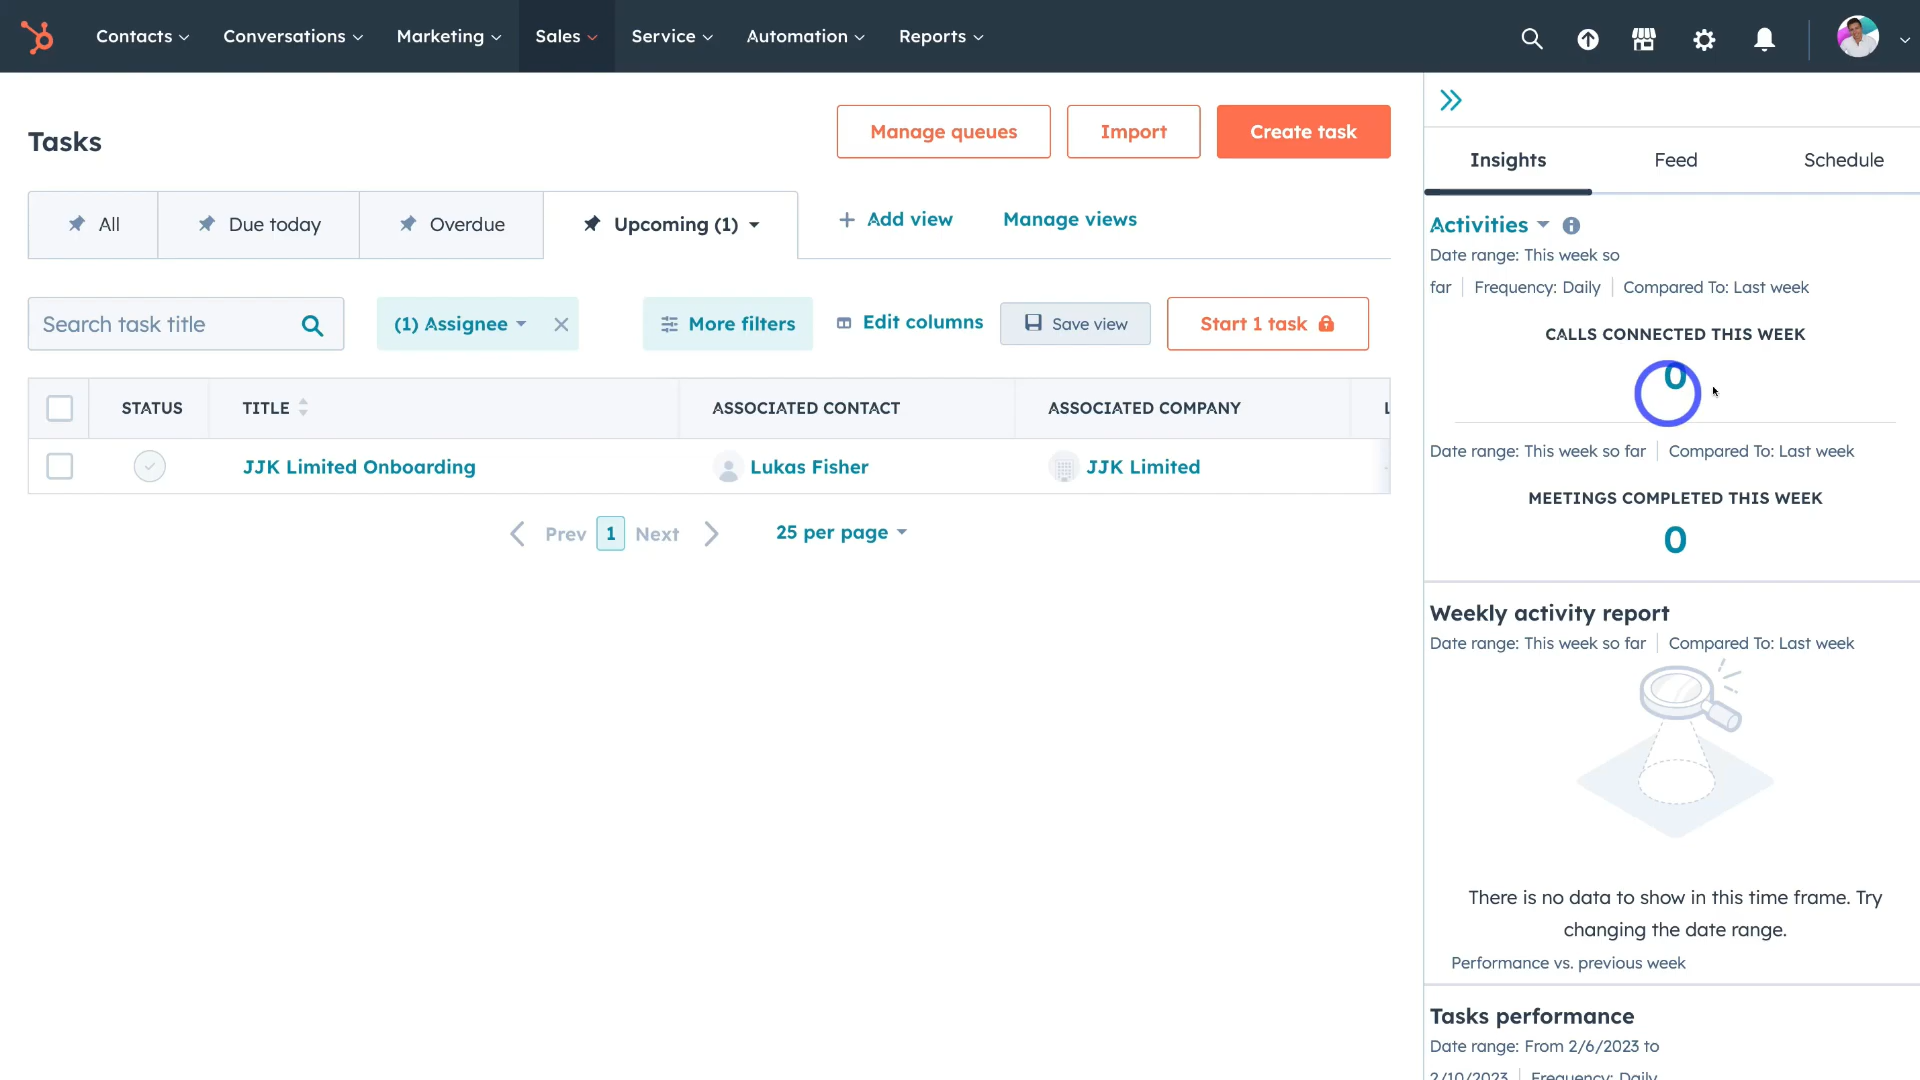 Contacts Conversations Marketing Sales Service Automation Reports
Tasks
Manage queues Import Create task
All Due today Overdue Upcoming (1) + Add view Manage views
Search task title (1) Assignee More filters Edit columns Save view Start 1 task
STATUS TITLE ASSOCIATED CONTACT ASSOCIATED COMPANY
JJK Limited Onboarding Lukas Fisher JJK Limited
Prev 1 Next 25 per page
Insights Feed Schedule
Activities
Date range: This week so
far Frequency: Daily Compared To: Last week
CALLS CONNECTED THIS WEEK
0
Date range: This week so far Compared To: Last week
MEETINGS COMPLETED THIS WEEK
0
Weekly activity report
Date range: This week so far Compared To: Last week
There is no data to show in this time frame. Try
changing the date range.
Performance vs. previous week
Tasks performance
Date range: From 2/6/2023 to
2/10/2023 Frequency: Daily